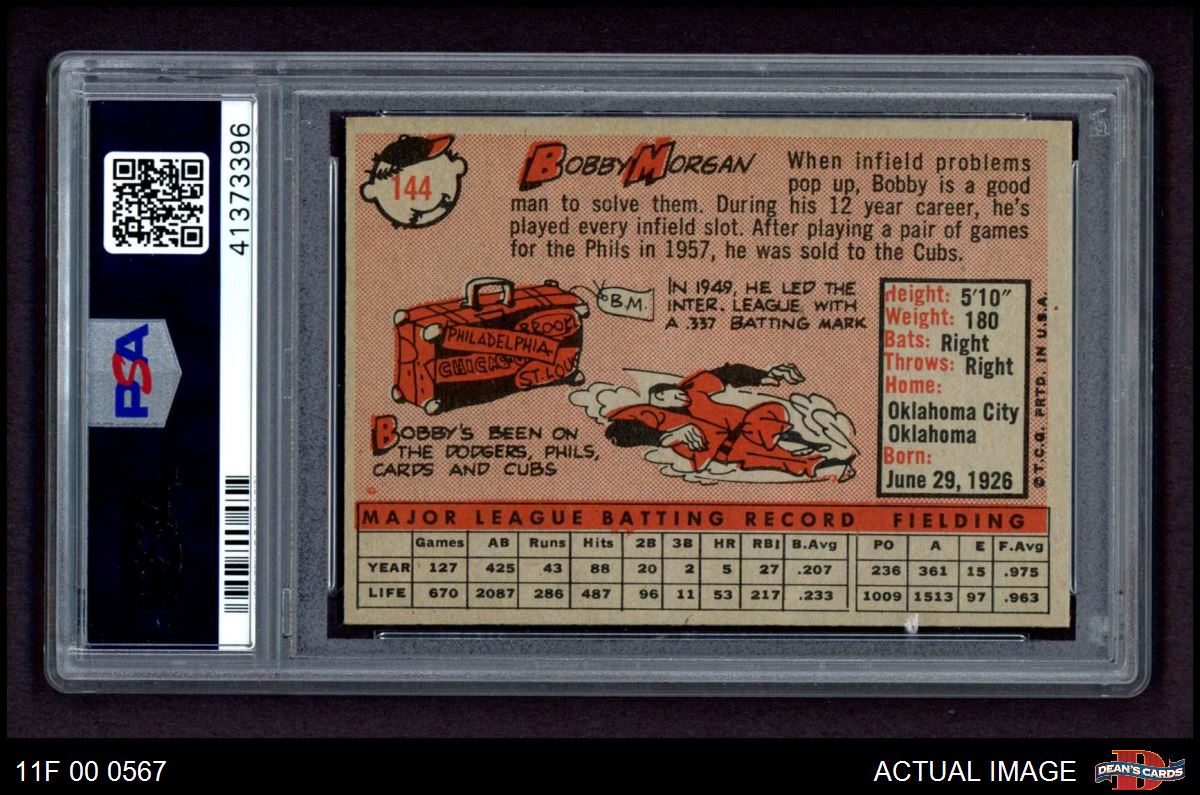 41373396
PSA
144
BOBBY MORGAN
When infield problems
pop up, Bobby is a good
man to solve them. During his 12 year career, he's
played every infield slot. After playing a pair of games
for the Phils in 1957, he was sold to the Cubs.
B.M.
IN 1949, HE LED THE
INTER. LEAGUE WITH
A .337 BATTING MARK
BROOK
PHILADELPHIA
CHICAGO
ST. LOU
BOBBY'S BEEN ON
THE DODGERS, PHILS,
CARDS AND CUBS
Height: 5'10"
Weight: 180
Bats: Right
Throws: Right
Home:
Oklahoma City
Oklahoma
Born:
June 29, 1926
©T.C.G. PRTD. IN U.S.A.
MAJOR LEAGUE BATTING RECORD FIELDING
Games AB Runs Hits 2B 3B HR RBI B.Avg PO A E F.Avg
YEAR 127 425 43 88 20 2 5 27 .207 236 361 15 .975
LIFE 670 2087 286 487 96 11 53 217 .233 1009 1513 97 .963
11F 00 0567
ACTUAL IMAGE
D
DEAN'S CARDS